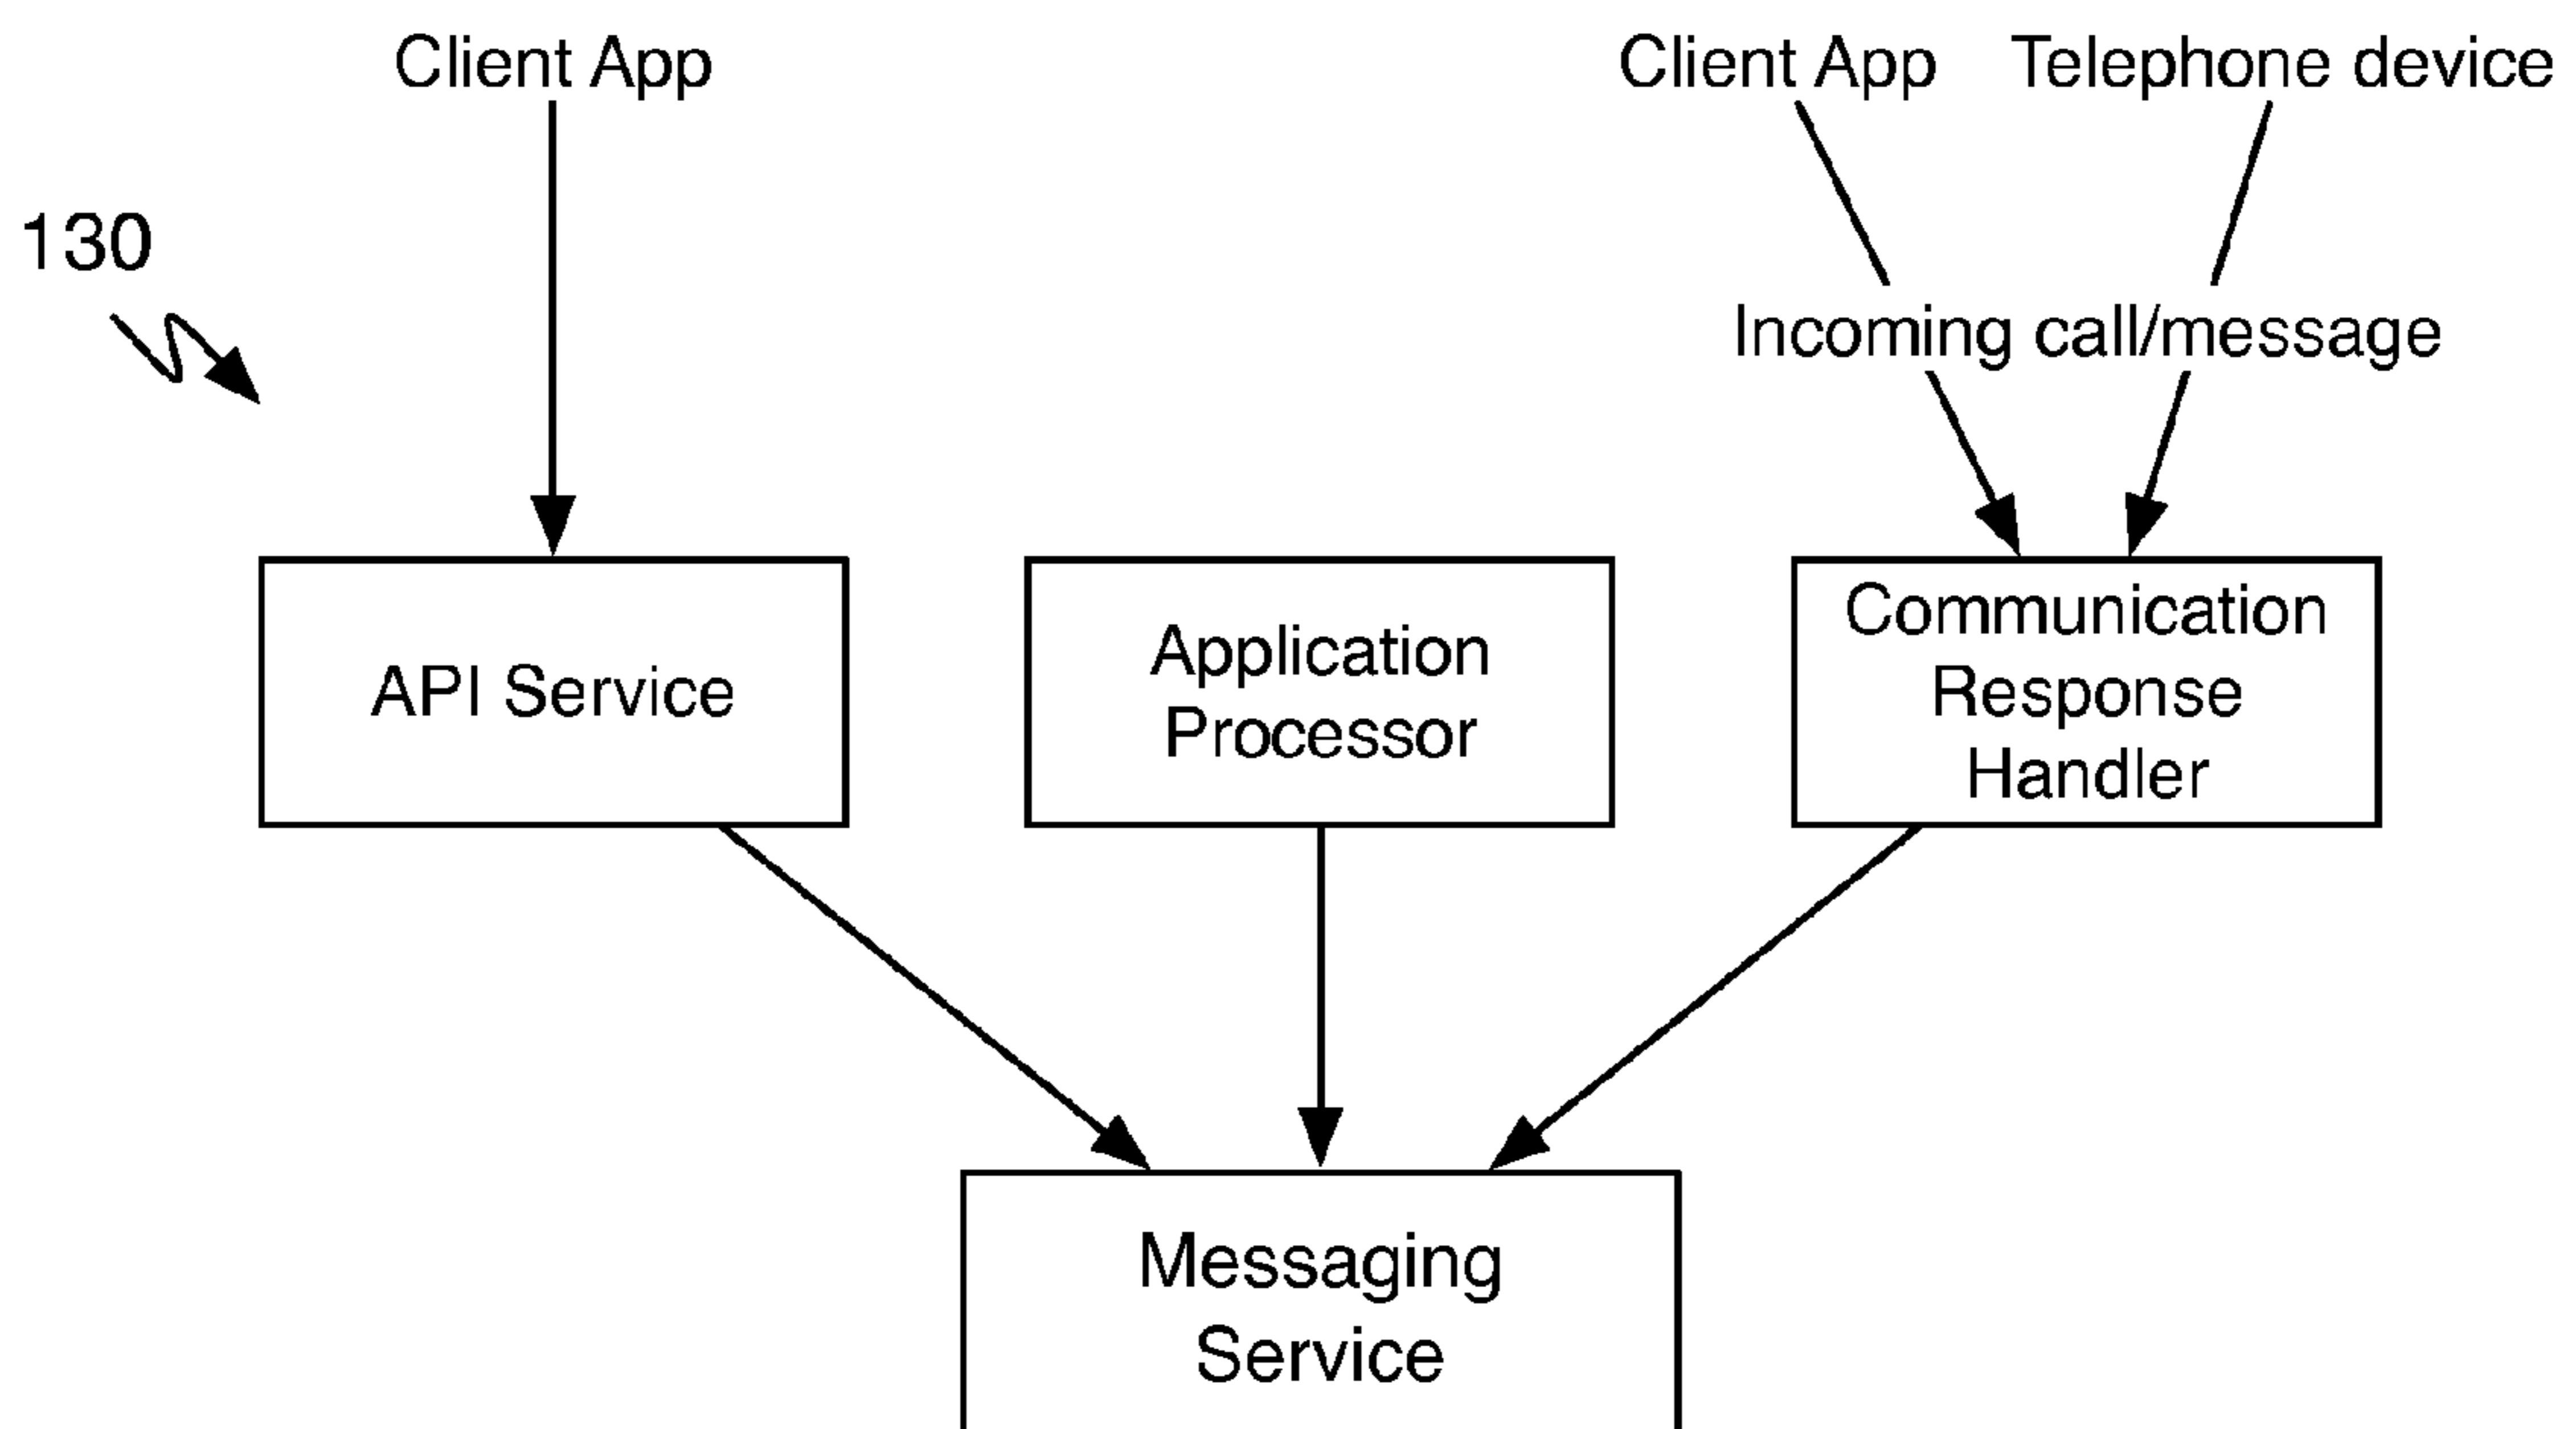 Client App
Client App
Telephone device
130
Incoming call/message
API Service
Application
Processor
Communication
Response
Handler
Messaging
Service